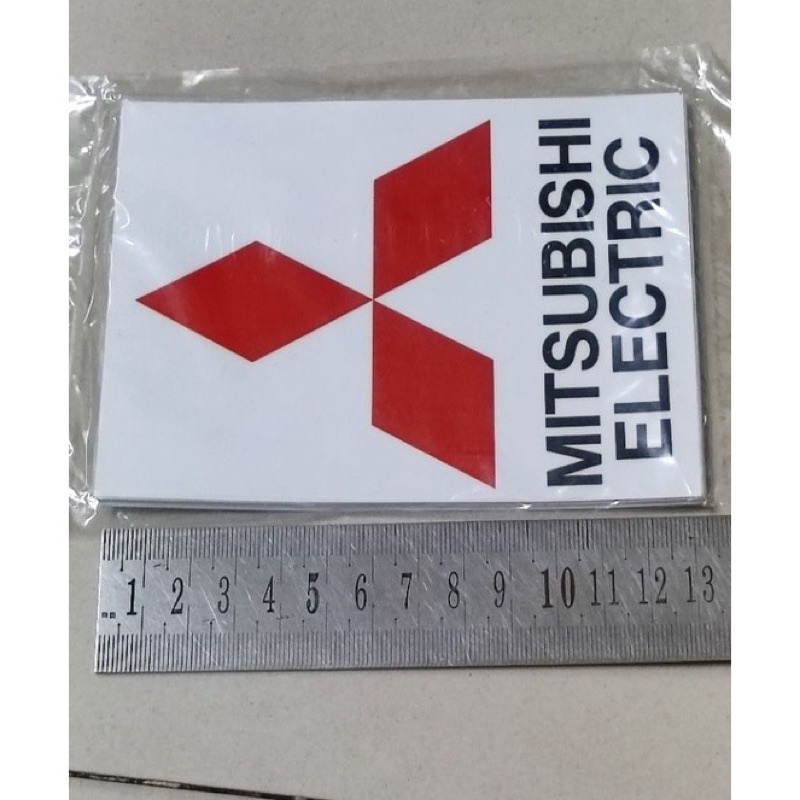 MITSUBISHI
ELECTRIC
1 2 3 4 5 6 7 8 9 10 11 12 13